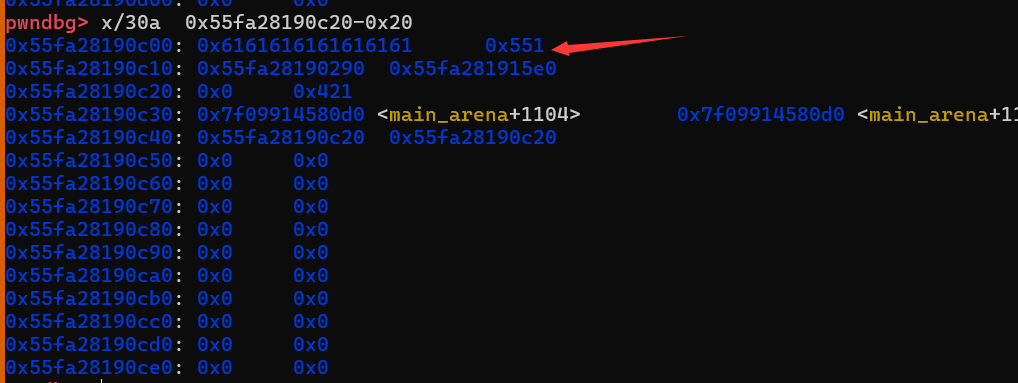 pwndbg> x/30a 0x55fa28190c20-0x20
0x55fa28190c00: 0x6161616161616161 0x551
0x55fa28190c10: 0x55fa28190290 0x55fa281915e0
0x55fa28190c20: 0x0 0x421
0x55fa28190c30: 0x7f09914580d0 <main_arena+1104> 0x7f09914580d0 <main_arena+11
0x55fa28190c40: 0x55fa28190c20 0x55fa28190c20
0x55fa28190c50: 0x0 0x0
0x55fa28190c60: 0x0 0x0
0x55fa28190c70: 0x0 0x0
0x55fa28190c80: 0x0 0x0
0x55fa28190c90: 0x0 0x0
0x55fa28190ca0: 0x0 0x0
0x55fa28190cb0: 0x0 0x0
0x55fa28190cc0: 0x0 0x0
0x55fa28190cd0: 0x0 0x0
0x55fa28190ce0: 0x0 0x0